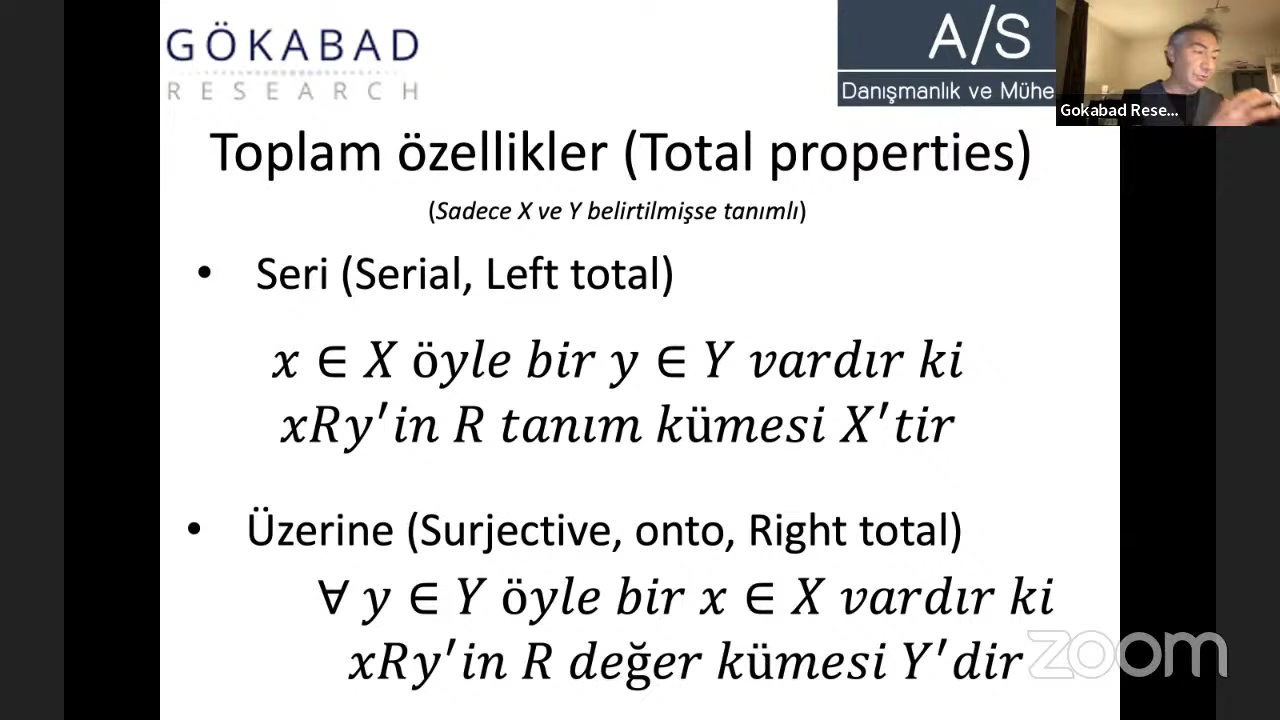 GÖKABAD
RESEARCH
A/S
Danışmanlık ve Mühe
Gokabad Rese...
Toplam özellikler (Total properties)
(Sadece X ve Y belirtilmişse tanımlı)
• Seri (Serial, Left total)
x ∈ X öyle bir y ∈ Y vardır ki
xRy′in R tanım kümesi X′tir
• Üzerine (Surjective, onto, Right total)
∀ y ∈ Y öyle bir x ∈ X vardır ki
xRy′in R değer kümesi Y′dir
zoom